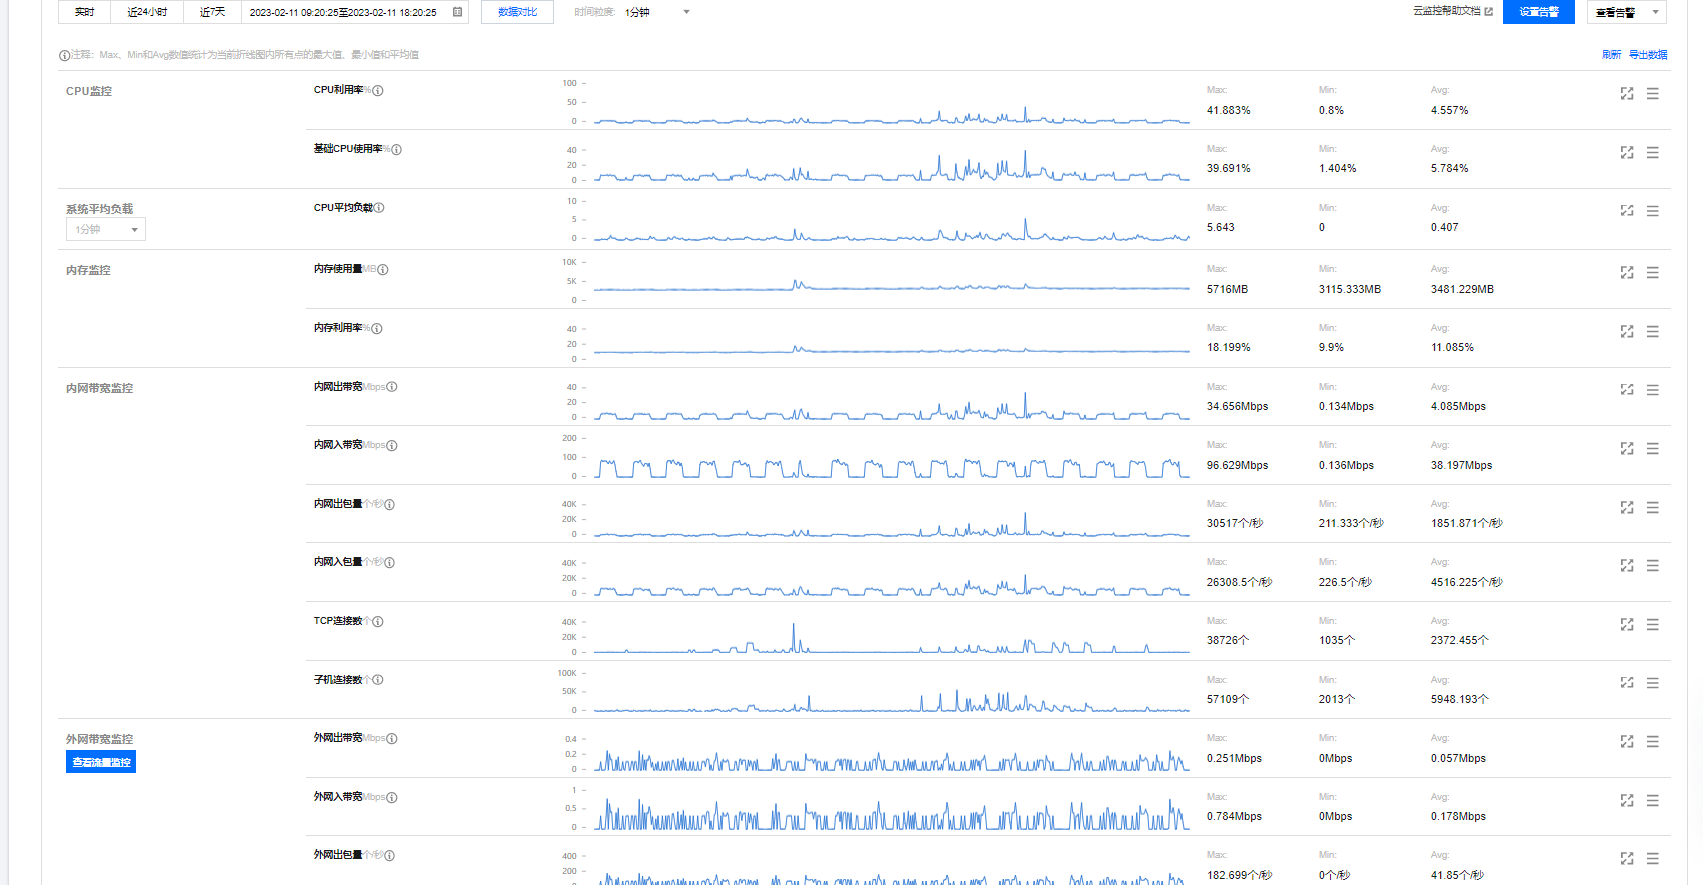 实时 近24小时 近7天 2023-02-11 09:20:25至2023-02-11 18:20:25 数据对比 时间粒度: 1分钟 云监控帮助文档 设置告警 查看告警
注释: Max、Min和Avg数值统计为当前折线图内所有点的最大值、最小值和平均值 刷新 导出数据
CPU监控 CPU利用率% 100 50 0 Max: 41.883% Min: 0.8% Avg: 4.557%
基础CPU使用率% 40 20 0 Max: 39.691% Min: 1.404% Avg: 5.784%
系统平均负载 1分钟 CPU平均负载 10 5 0 Max: 5.643 Min: 0 Avg: 0.407
内存监控 内存使用量MB 10K 5K 0 Max: 5716MB Min: 3115.333MB Avg: 3481.229MB
内存利用率% 40 20 0 Max: 18.199% Min: 9.9% Avg: 11.085%
内网带宽监控 内网出带宽Mbps 40 20 0 Max: 34.656Mbps Min: 0.134Mbps Avg: 4.085Mbps
内网入带宽Mbps 200 100 0 Max: 96.629Mbps Min: 0.136Mbps Avg: 38.197Mbps
内网出包量个/秒 40K 20K 0 Max: 30517个/秒 Min: 211.333个/秒 Avg: 1851.871个/秒
内网入包量个/秒 40K 20K 0 Max: 26308.5个/秒 Min: 226.5个/秒 Avg: 4516.225个/秒
TCP连接数个 40K 20K 0 Max: 38726个 Min: 1035个 Avg: 2372.455个
子机连接数个 100K 50K 0 Max: 57109个 Min: 2013个 Avg: 5948.193个
外网带宽监控 查看流量监控 外网出带宽Mbps 0.4 0.2 0 Max: 0.251Mbps Min: 0Mbps Avg: 0.057Mbps
外网入带宽Mbps 1 0.5 0 Max: 0.784Mbps Min: 0Mbps Avg: 0.178Mbps
外网出包量个/秒 400 200 Max: 182.699个/秒 Min: 0个/秒 Avg: 41.85个/秒